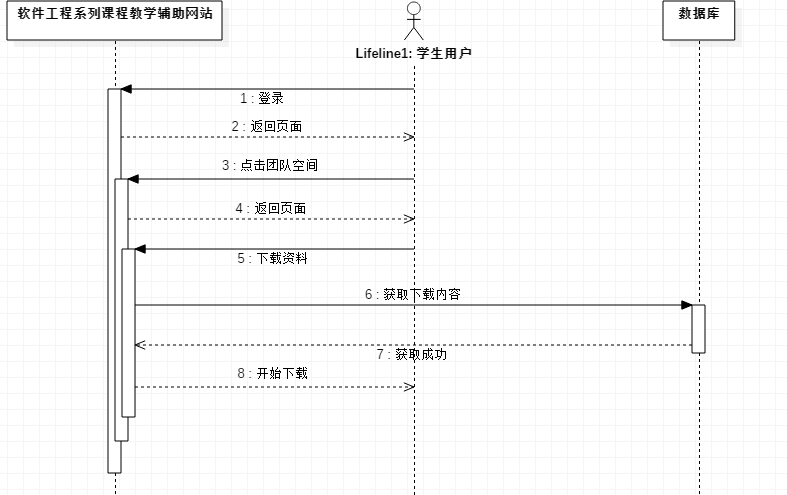 软件工程系列课程教学辅助网站
数据库
Lifeline1: 学生用户
1 : 登录
2 : 返回页面
3 : 点击团队空间
4 : 返回页面
5 : 下载资料
6 : 获取下载内容
7 : 获取成功
8 : 开始下载